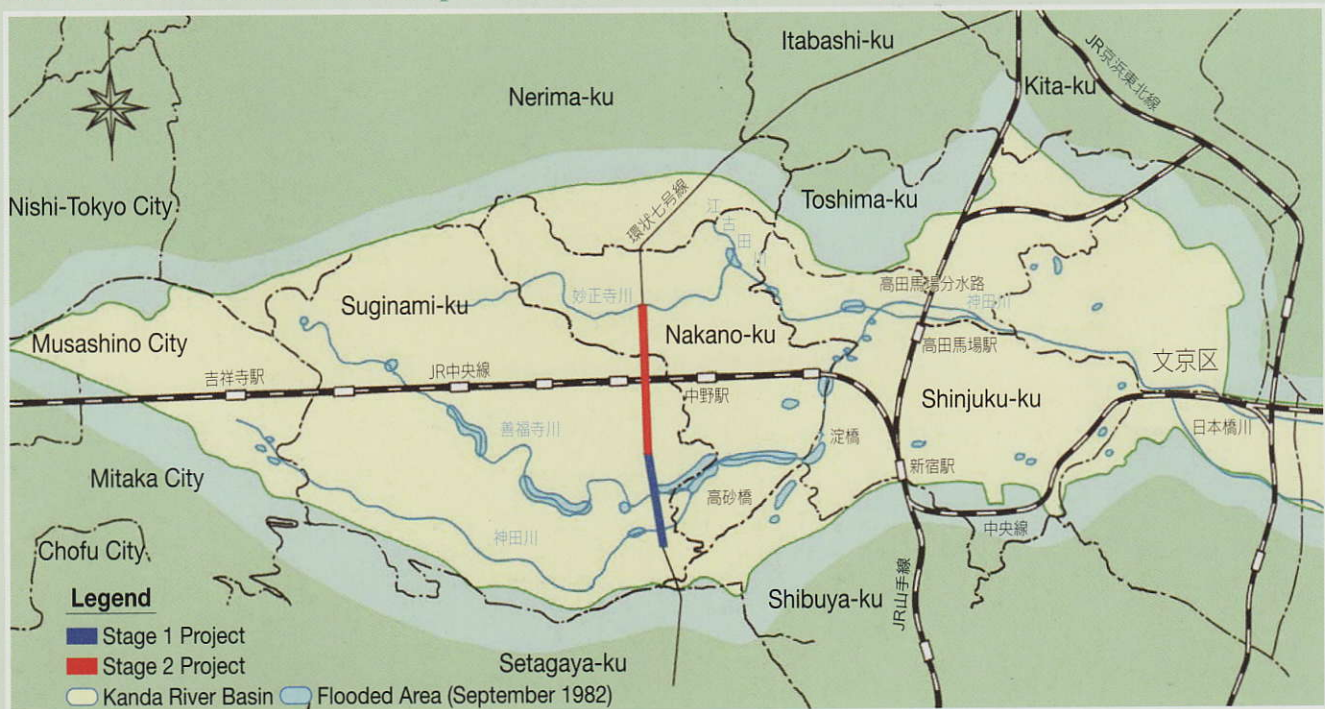 Itabashi-ku
Kita-ku
JR京浜東北線
Nerima-ku
Nishi-Tokyo City
Toshima-ku
環状七号線
江古田川
高田馬場分水路
神田川
Suginami-ku
妙正寺川
Nakano-ku
高田馬場駅
Musashino City
文京区
吉祥寺駅
JR中央線
中野駅
Shinjuku-ku
日本橋川
善福寺川
淀橋
新宿駅
Mitaka City
高砂橋
神田川
中央線
Chofu City
JR山手線
Shibuya-ku
Setagaya-ku
Legend
Stage 1 Project
Stage 2 Project
Kanda River Basin
Flooded Area (September 1982)